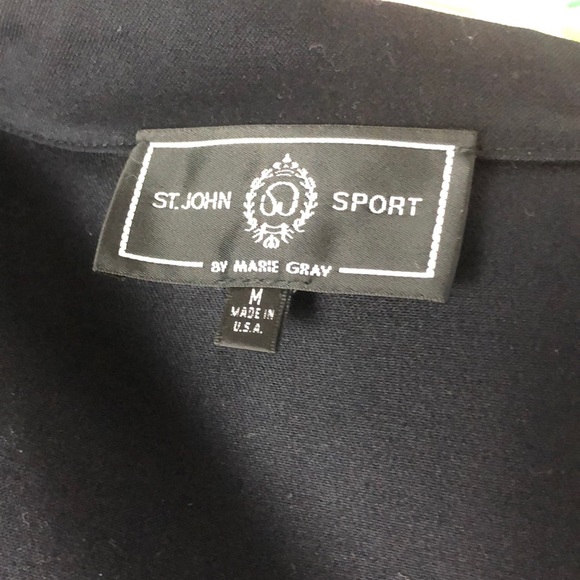 ST. JOHN SPORT
BY MARIE GRAY
M
MADE IN
U.S.A.